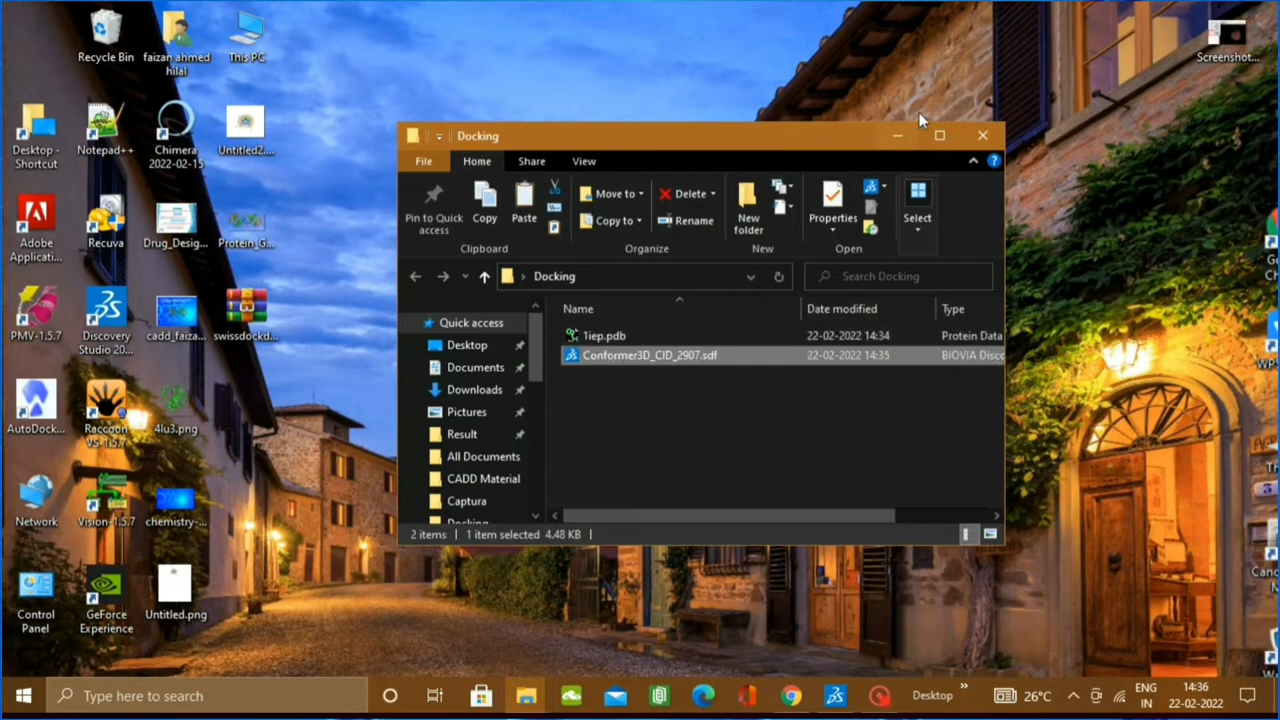 Recycle Bin
faizan ahmed
hilal
This PC
Screenshot...
Desktop -
Shortcut
Notepad++
Chimera
2022-02-15
Untitled2....
Adobe
Applicati...
Recuva
Drug_Desig...
Protein_G...
PMV-1.5.7
Discovery
Studio 20...
cadd_faiza...
swissdockd...
AutoDock...
Raccoon
VS-1.5.7
4lu3.png
Network
Vision-1.5.7
chemistry-...
Control
Panel
GeForce
Experience
Untitled.png
Docking
File
Home
Share
View
Pin to Quick
access
Copy
Paste
Move to
Copy to
Delete
Rename
New
folder
Properties
Select
Clipboard
Organize
New
Open
Docking
Search Docking
Name
Date modified
Type
1iep.pdb
22-02-2022 14:34
Protein Data
Conformer3D_CID_2907.sdf
22-02-2022 14:35
BIOVIA Disco
Quick access
Desktop
Documents
Downloads
Pictures
Result
All Documents
CADD Material
Captura
Docking
2 items
1 item selected 4.48 KB
Type here to search
Desktop
26°C
ENG
IN
14:36
22-02-2022